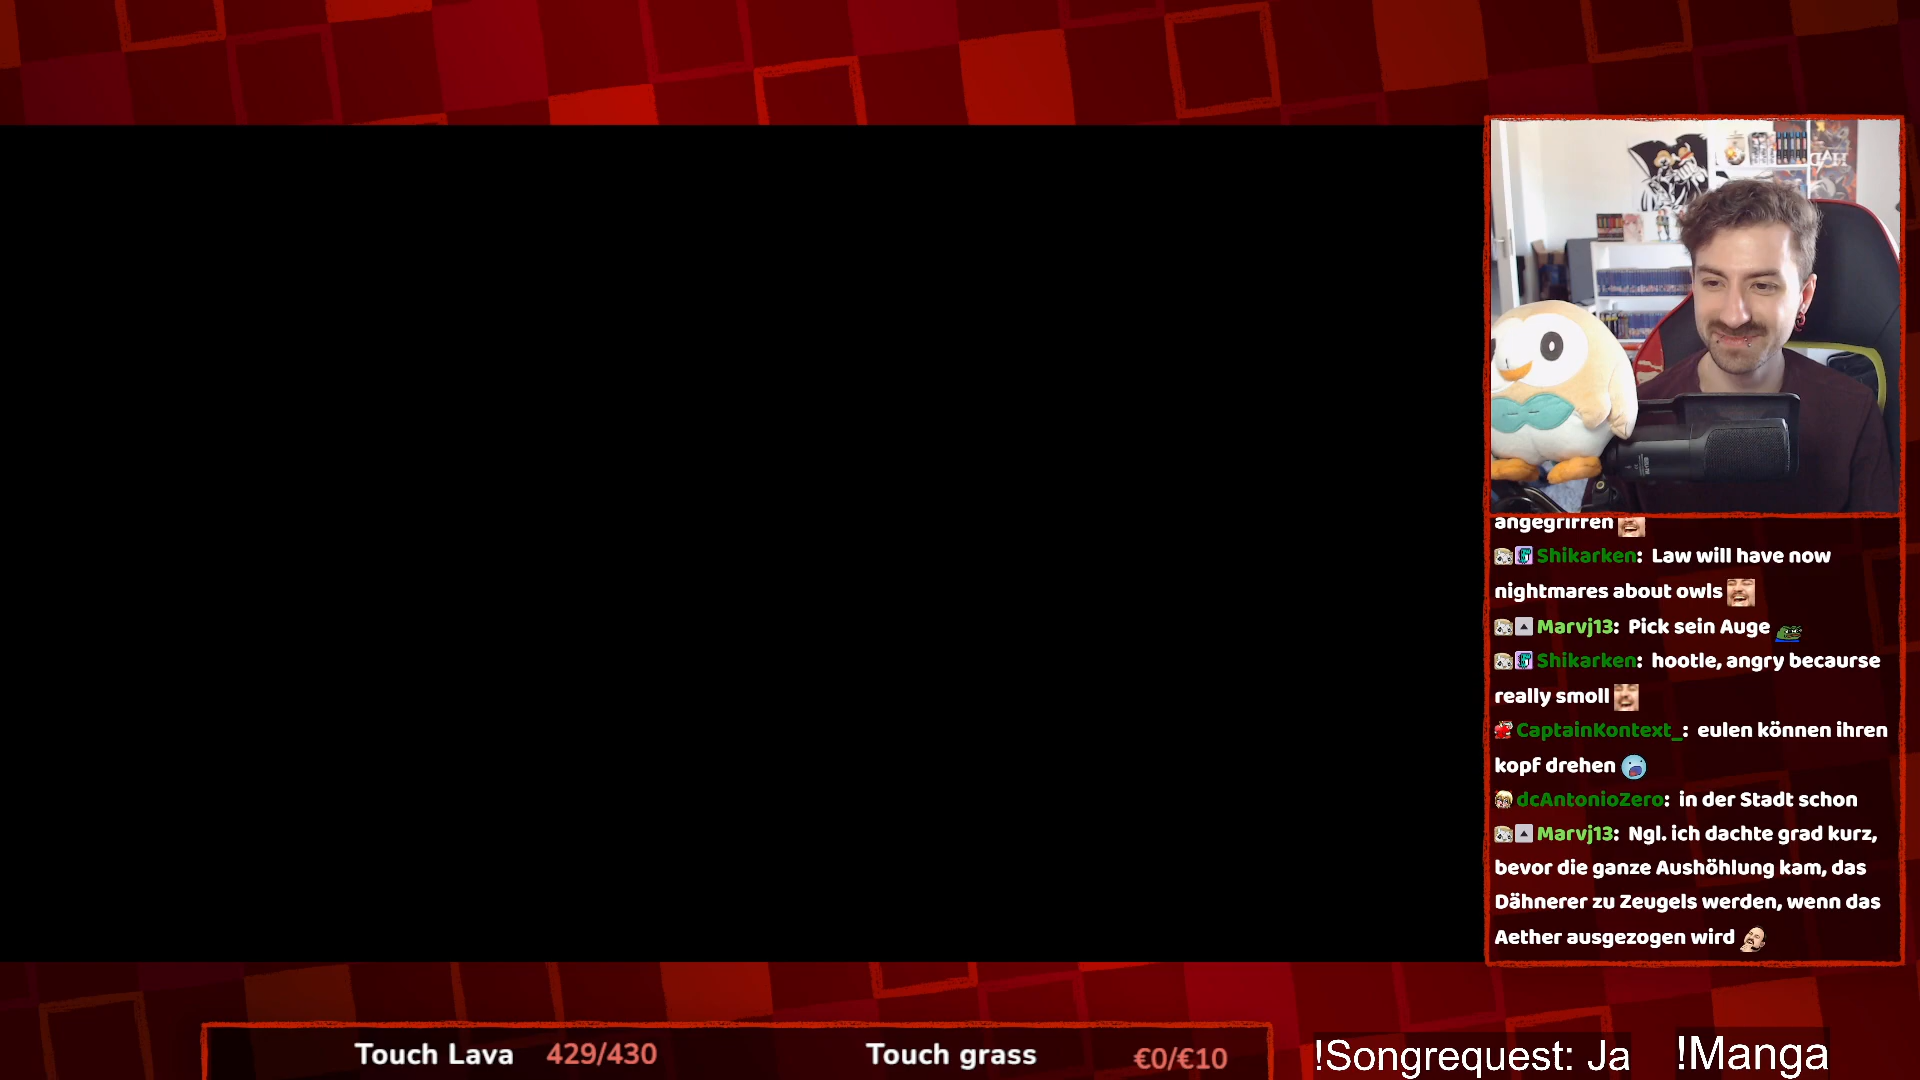 angegriffen
Shikarken: Law will have now
nightmares about owls
Marvj13: Pick sein Auge
Shikarken: hootle, angry becaurse
really smoll
CaptainKontext_: eulen können ihren
kopf drehen
dcAntonioZero: in der Stadt schon
Marvj13: Ngl. ich dachte grad kurz,
bevor die ganze Aushöhlung kam, das
Dähnerer zu Zeugels werden, wenn das
Aether ausgezogen wird
Touch Lava 429/430 Touch grass €0/€10 !Songrequest: Ja !Manga